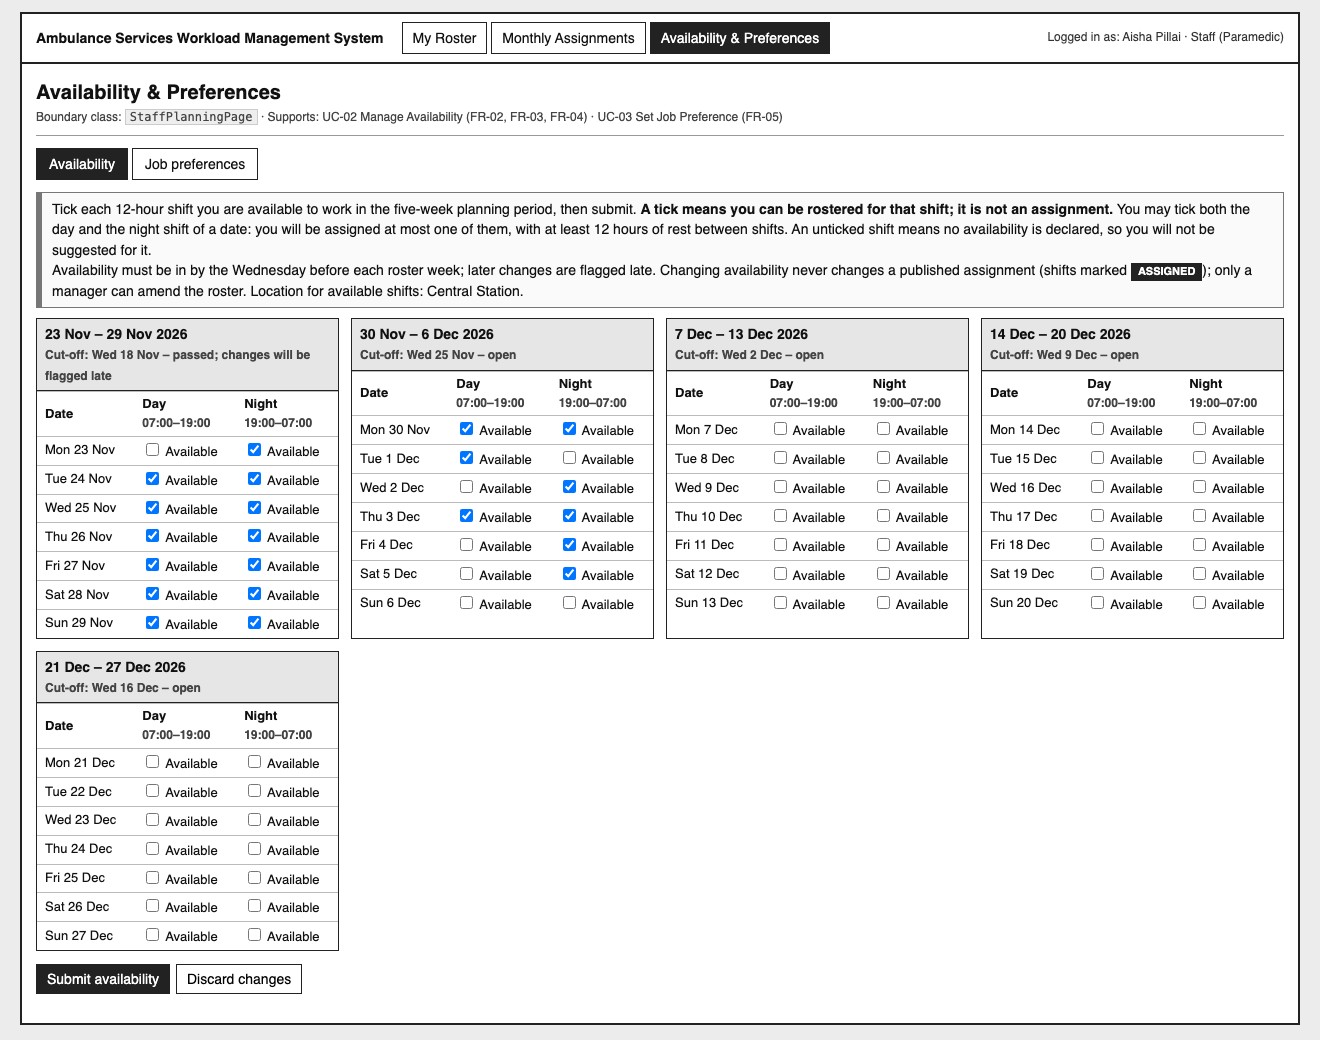 Ambulance Services Workload Management System My Roster Monthly Assignments Availability & Preferences Logged in as: Aisha Pillai · Staff (Paramedic)
Availability & Preferences
Boundary class: StaffPlanningPage · Supports: UC-02 Manage Availability (FR-02, FR-03, FR-04) · UC-03 Set Job Preference (FR-05)
Availability Job preferences
Tick each 12-hour shift you are available to work in the five-week planning period, then submit. A tick means you can be rostered for that shift; it is not an assignment. You may tick both the
day and the night shift of a date: you will be assigned at most one of them, with at least 12 hours of rest between shifts. An unticked shift means no availability is declared, so you will not be
suggested for it.
Availability must be in by the Wednesday before each roster week; later changes are flagged late. Changing availability never changes a published assignment (shifts marked ASSIGNED); only a
manager can amend the roster. Location for available shifts: Central Station.
23 Nov – 29 Nov 2026
Cut-off: Wed 18 Nov – passed; changes will be
flagged late
Date Day Night
07:00–19:00 19:00–07:00
Mon 23 Nov Available Available
Tue 24 Nov Available Available
Wed 25 Nov Available Available
Thu 26 Nov Available Available
Fri 27 Nov Available Available
Sat 28 Nov Available Available
Sun 29 Nov Available Available
30 Nov – 6 Dec 2026
Cut-off: Wed 25 Nov – open
Date Day Night
07:00–19:00 19:00–07:00
Mon 30 Nov Available Available
Tue 1 Dec Available Available
Wed 2 Dec Available Available
Thu 3 Dec Available Available
Fri 4 Dec Available Available
Sat 5 Dec Available Available
Sun 6 Dec Available Available
7 Dec – 13 Dec 2026
Cut-off: Wed 2 Dec – open
Date Day Night
07:00–19:00 19:00–07:00
Mon 7 Dec Available Available
Tue 8 Dec Available Available
Wed 9 Dec Available Available
Thu 10 Dec Available Available
Fri 11 Dec Available Available
Sat 12 Dec Available Available
Sun 13 Dec Available Available
14 Dec – 20 Dec 2026
Cut-off: Wed 9 Dec – open
Date Day Night
07:00–19:00 19:00–07:00
Mon 14 Dec Available Available
Tue 15 Dec Available Available
Wed 16 Dec Available Available
Thu 17 Dec Available Available
Fri 18 Dec Available Available
Sat 19 Dec Available Available
Sun 20 Dec Available Available
21 Dec – 27 Dec 2026
Cut-off: Wed 16 Dec – open
Date Day Night
07:00–19:00 19:00–07:00
Mon 21 Dec Available Available
Tue 22 Dec Available Available
Wed 23 Dec Available Available
Thu 24 Dec Available Available
Fri 25 Dec Available Available
Sat 26 Dec Available Available
Sun 27 Dec Available Available
Submit availability Discard changes